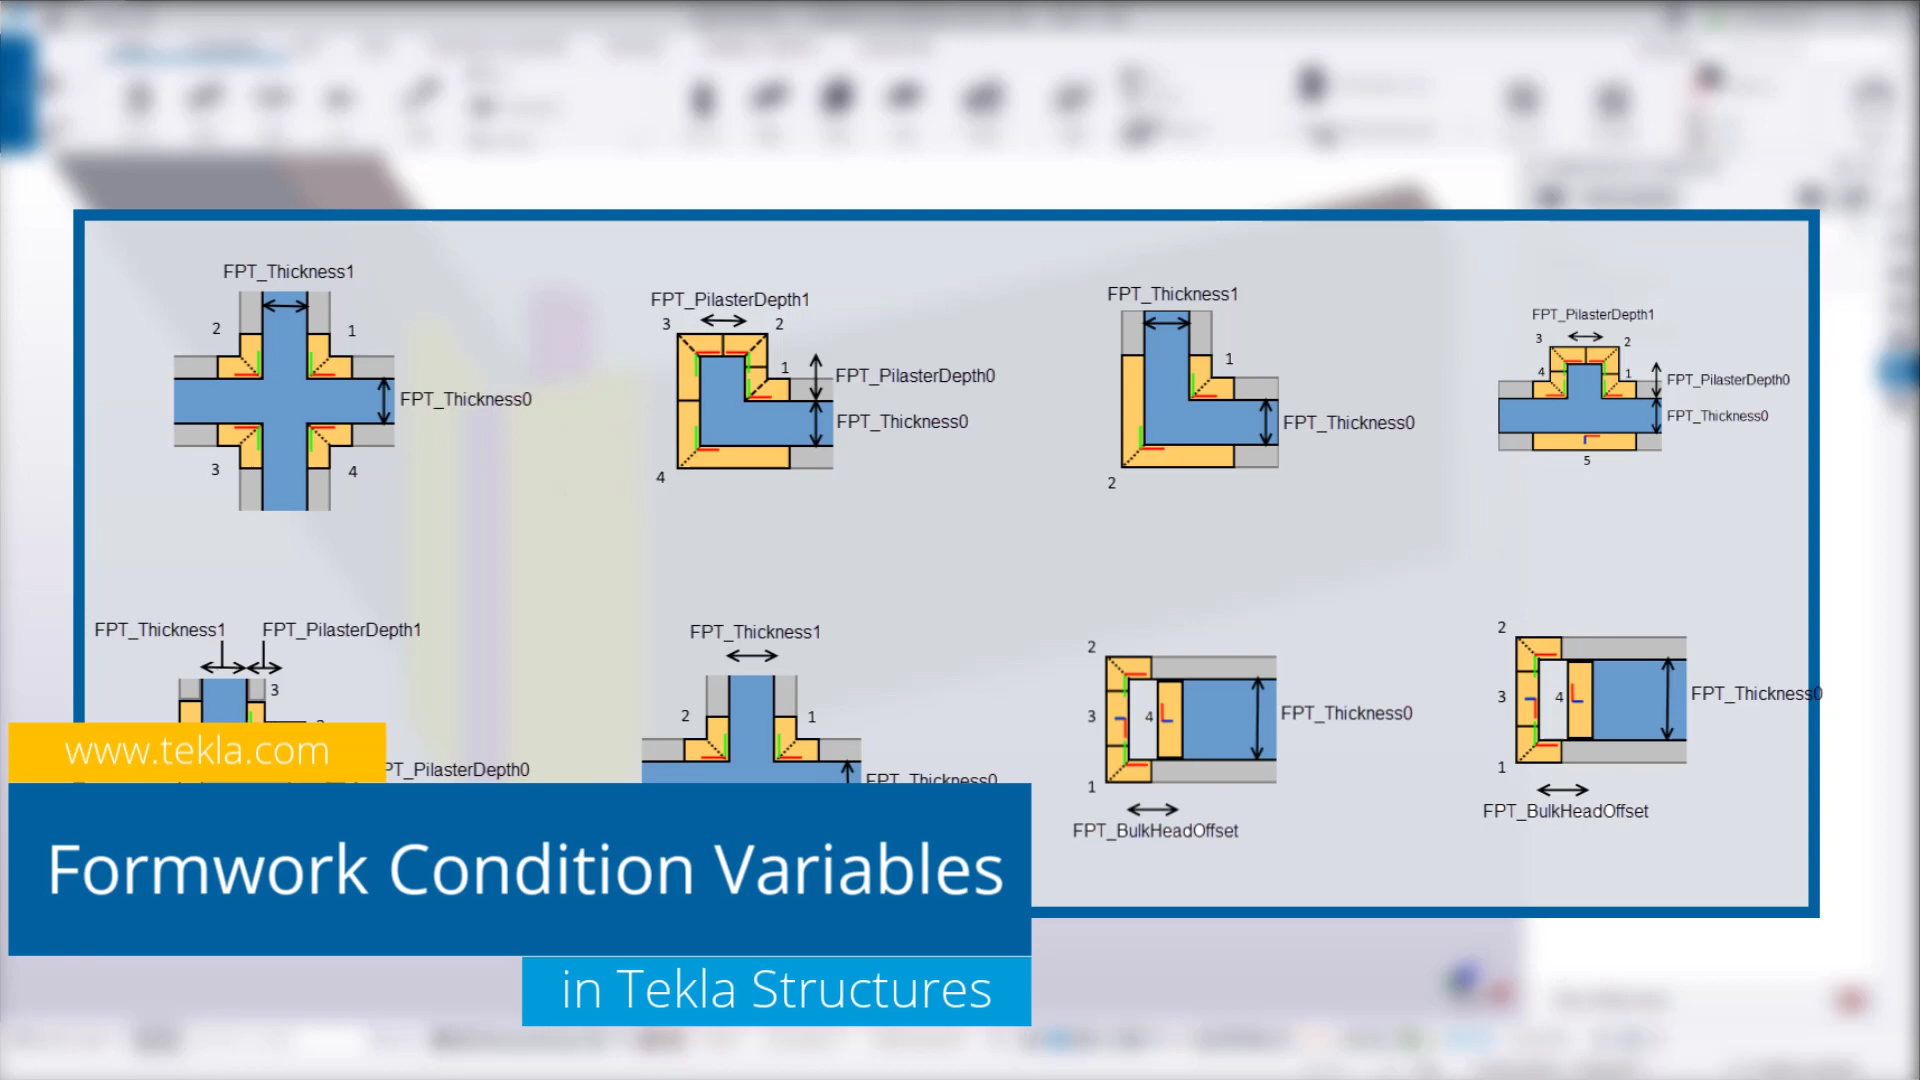 FPT_Thickness1
2
1
FPT_Thickness0
3
4
FPT_PilasterDepth1
3
2
1
FPT_PilasterDepth0
FPT_Thickness0
4
FPT_Thickness1
1
FPT_Thickness0
2
FPT_PilasterDepth1
3
2
4
1
FPT_PilasterDepth0
FPT_Thickness0
5
FPT_Thickness1
FPT_PilasterDepth1
3
PT_PilasterDepth0
FPT_Thickness1
2
1
FPT_Thickness0
2
3
4
FPT_Thickness0
1
FPT_BulkHeadOffset
2
3
4
FPT_Thickness0
1
FPT_BulkHeadOffset
www.tekla.com
Formwork Condition Variables
in Tekla Structures